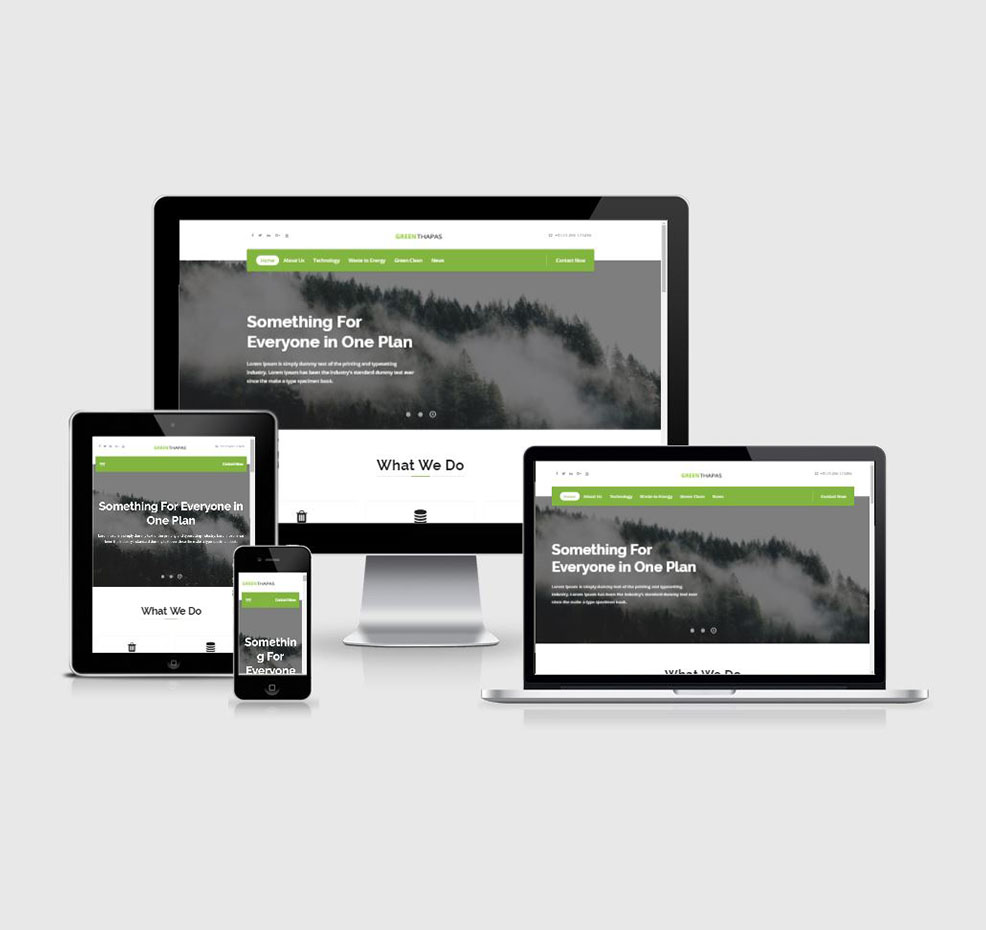 GREEN THAPAS
Home About Us Technology Waste to Energy Green Clean News Contact Now
Something For
Everyone in One Plan
Lorem Ipsum is simply dummy text of the printing and typesetting
industry. Lorem Ipsum has been the industry's standard dummy text ever
since the make a type specimen book.
What We Do
GREEN THAPAS
Contact Now
Something For Everyone in
One Plan
What We Do
GREEN THAPAS
Contact Now
Somethin
g For
Everyone
GREEN THAPAS
Home About Us Technology Waste to Energy Green Clean News Contact Now
Something For
Everyone in One Plan
Lorem Ipsum is simply dummy text of the printing and typesetting
industry. Lorem Ipsum has been the industry's standard dummy text ever
since the make a type specimen book.
What We Do